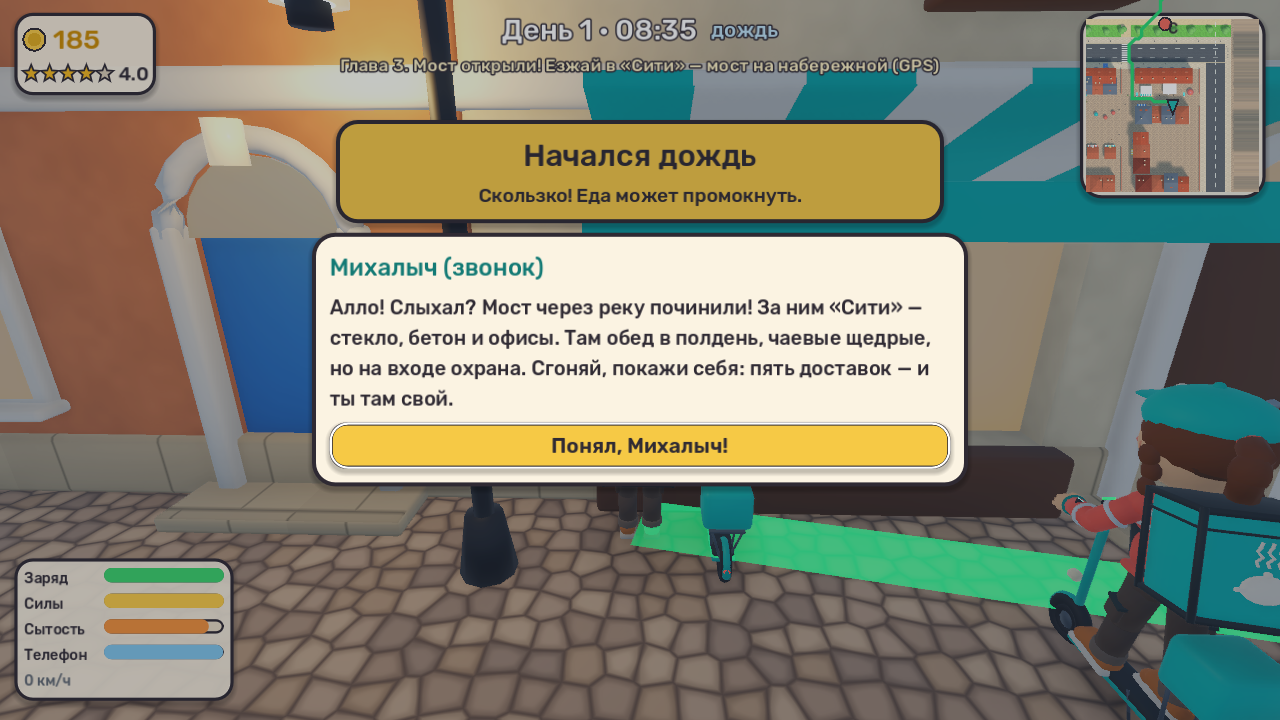 185
4.0
День 1 • 08:35 дождь
Глава 3. Мост открыли! Езжай в «Сити» — мост на набережной (GPS)
Начался дождь
Скользко! Еда может промокнуть.
Михалыч (звонок)
Алло! Слыхал? Мост через реку починили! За ним «Сити» —
стекло, бетон и офисы. Там обед в полдень, чаевые щедрые,
но на входе охрана. Сгоняй, покажи себя: пять доставок — и
ты там свой.
Понял, Михалыч!
Заряд
Силы
Сытость
Телефон
0 км/ч